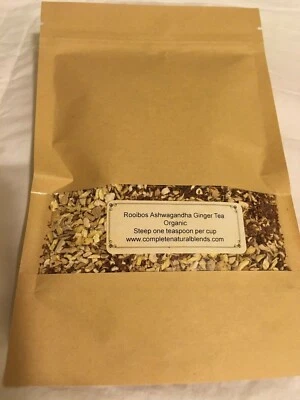 Rooibos Ashwagandha Ginger Tea
Organic
Steep one teaspoon per cup
www.completenaturalblends.com